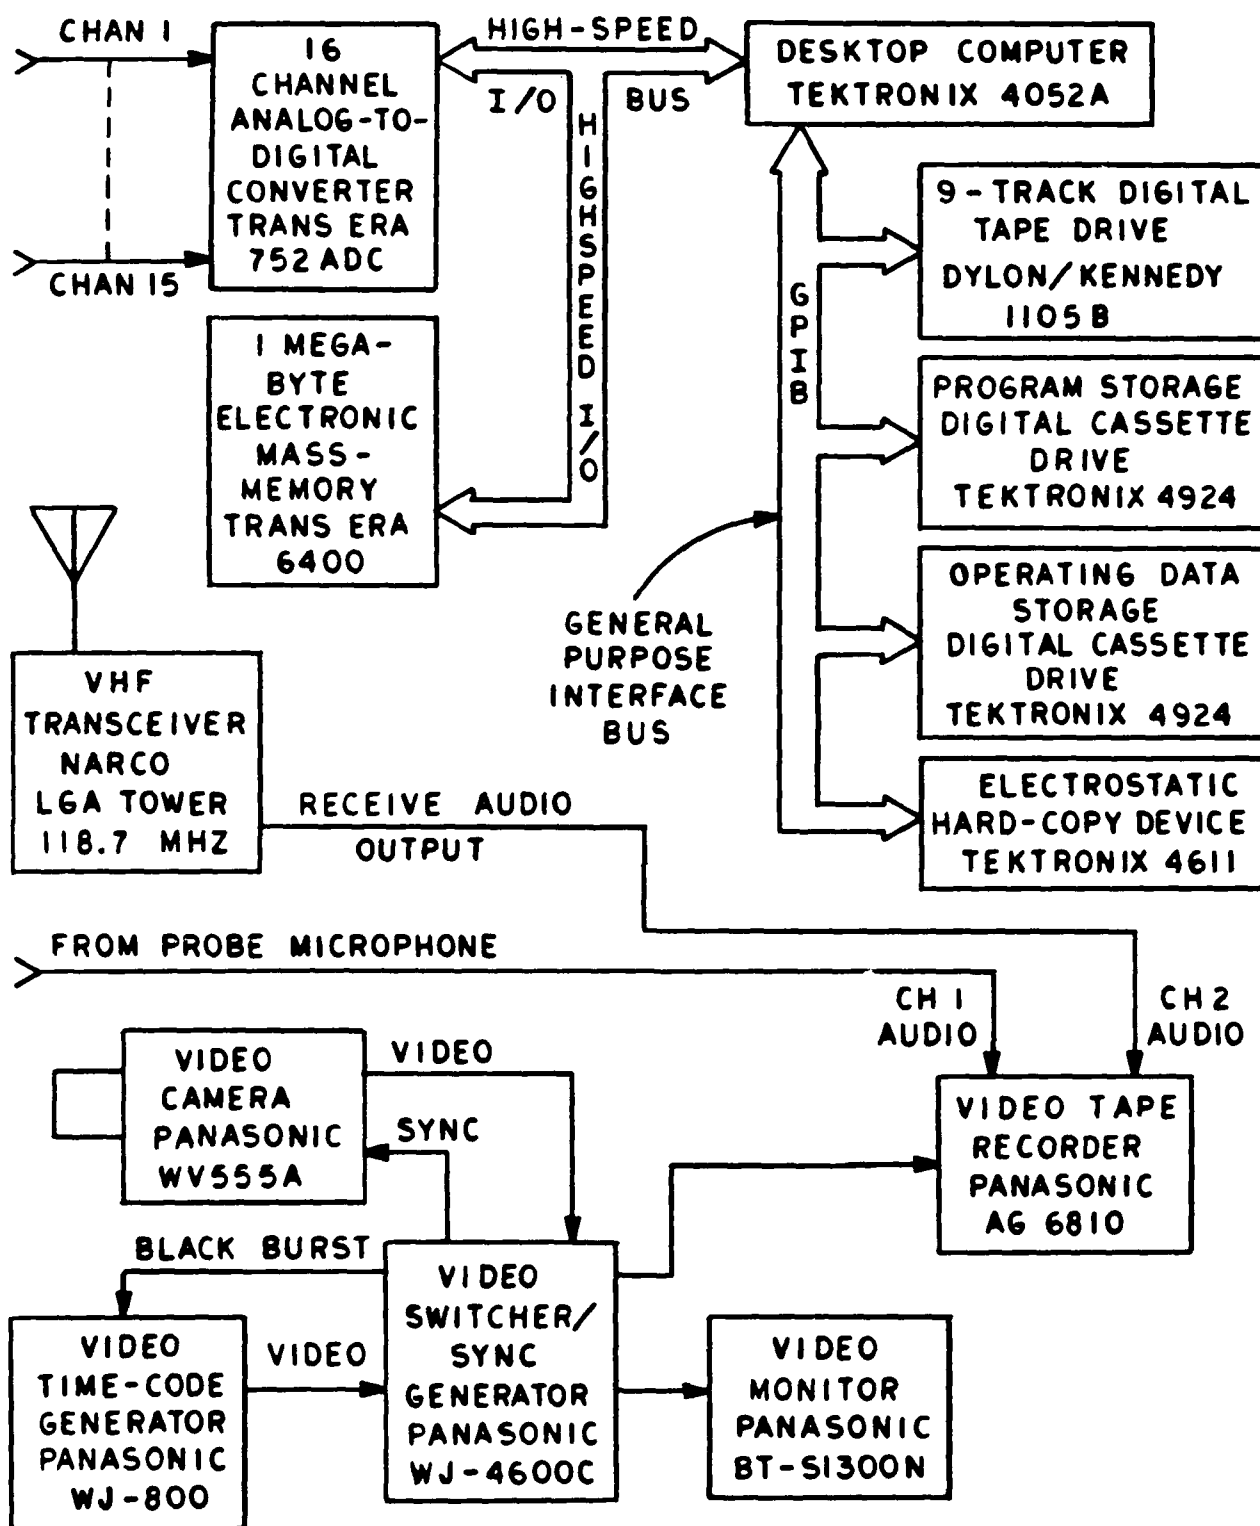 CHAN 1
CHAN 15
16
CHANNEL
ANALOG-TO-
DIGITAL
CONVERTER
TRANS ERA
752 ADC
HIGH-SPEED
I/O BUS
HIGHSPEED I/O
DESKTOP COMPUTER
TEKTRONIX 4052A
1 MEGA-
BYTE
ELECTRONIC
MASS-
MEMORY
TRANS ERA
6400
GPIB
GENERAL
PURPOSE
INTERFACE
BUS
9-TRACK DIGITAL
TAPE DRIVE
DYLON/KENNEDY
1105B
PROGRAM STORAGE
DIGITAL CASSETTE
DRIVE
TEKTRONIX 4924
OPERATING DATA
STORAGE
DIGITAL CASSETTE
DRIVE
TEKTRONIX 4924
ELECTROSTATIC
HARD-COPY DEVICE
TEKTRONIX 4611
VHF
TRANSCEIVER
NARCO
LGA TOWER
118.7 MHZ
RECEIVE AUDIO
OUTPUT
FROM PROBE MICROPHONE
CH 1
AUDIO
CH 2
AUDIO
VIDEO
CAMERA
PANASONIC
WV555A
VIDEO
SYNC
VIDEO TAPE
RECORDER
PANASONIC
AG 6810
BLACK BURST
VIDEO
TIME-CODE
GENERATOR
PANASONIC
WJ-800
VIDEO
VIDEO
SWITCHER/
SYNC
GENERATOR
PANASONIC
WJ-4600C
VIDEO
MONITOR
PANASONIC
BT-S1300N